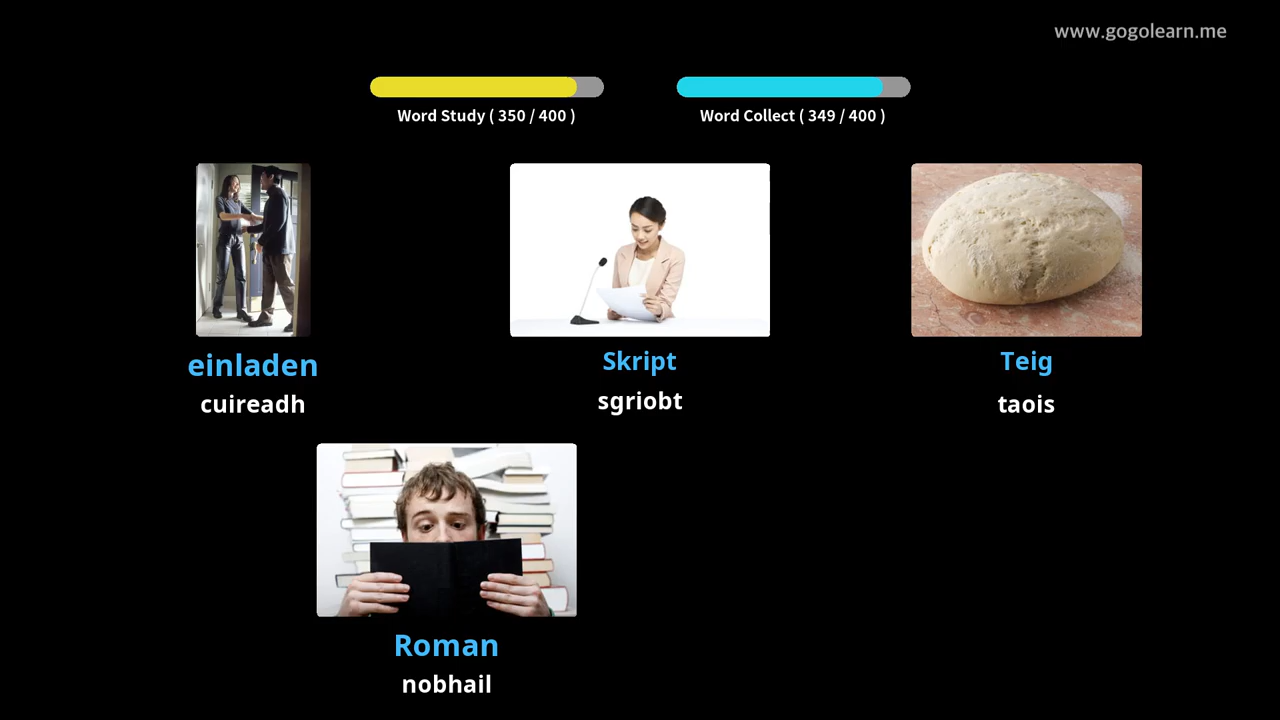 www.gogolearn.me
Word Study ( 350 / 400 )
Word Collect ( 349 / 400 )
einladen
cuireadh
Skript
sgriobt
Teig
taois
Roman
nobhail